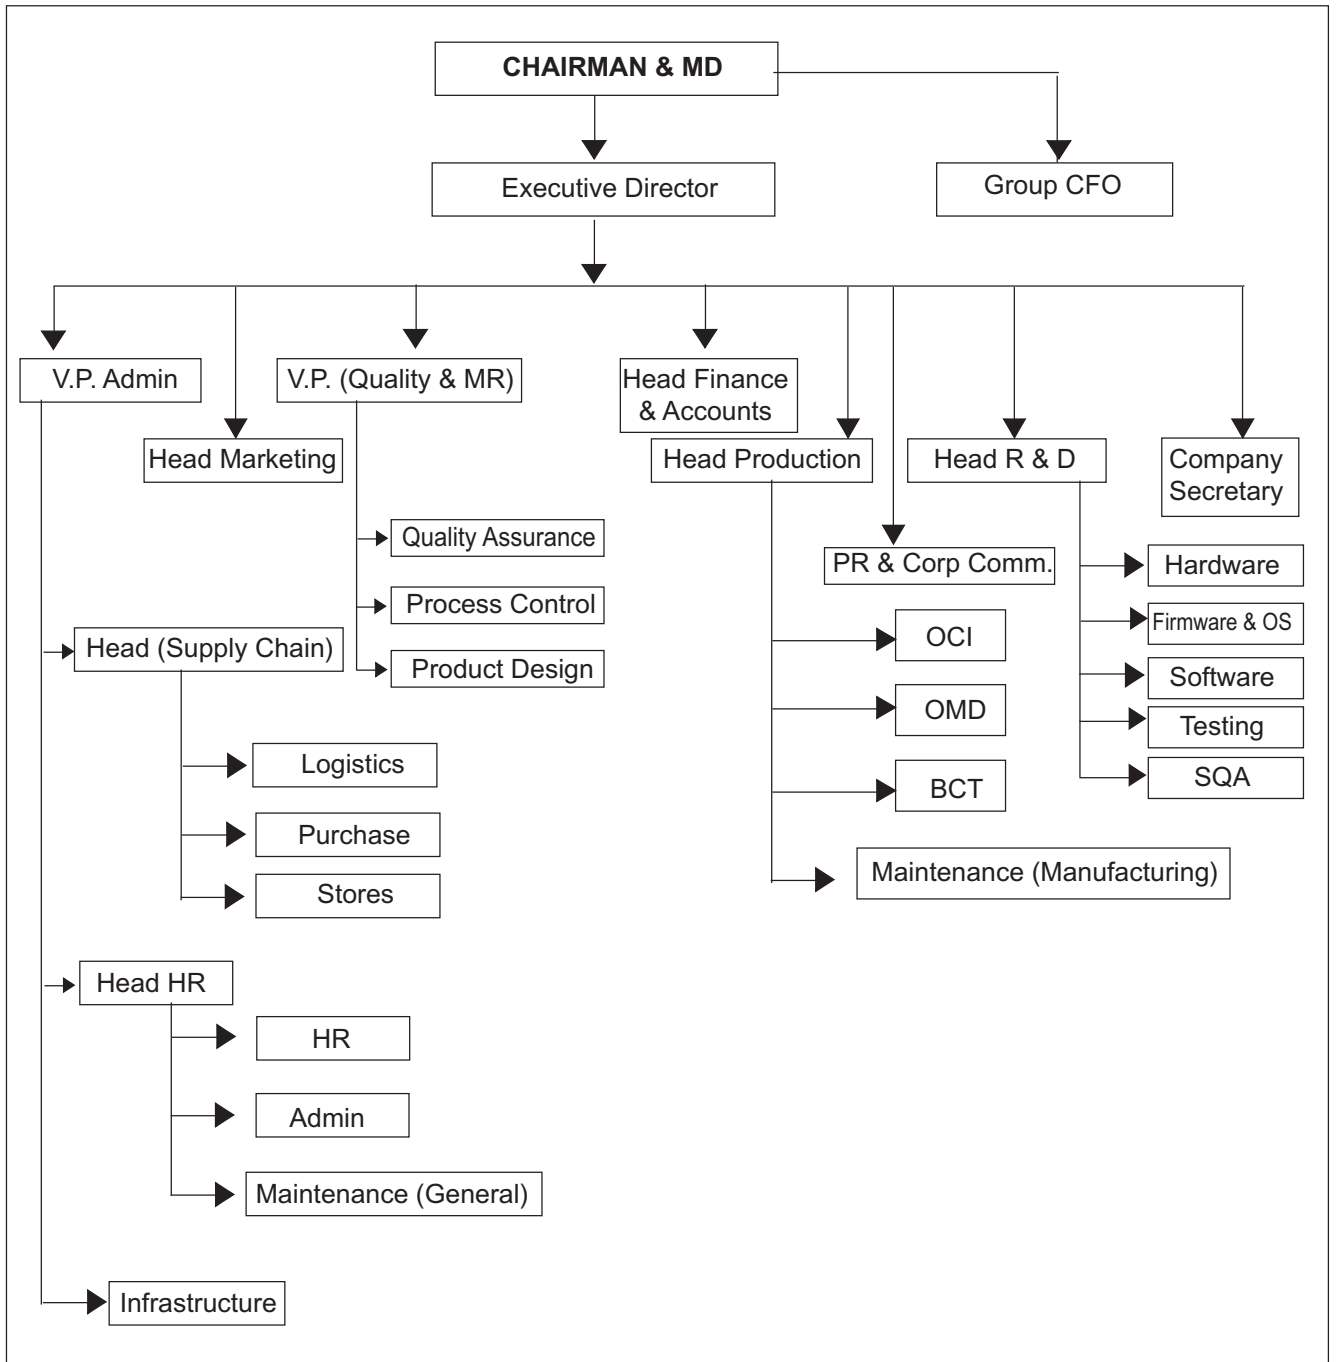 CHAIRMAN & MD
Executive Director
Group CFO
V.P. Admin
V.P. (Quality & MR)
Head Finance
& Accounts
Head Marketing
Head Production
Head R & D
Company
Secretary
Quality Assurance
Process Control
Product Design
PR & Corp Comm.
Hardware
Firmware & OS
Software
Testing
SQA
Head (Supply Chain)
OCI
OMD
BCT
Maintenance (Manufacturing)
Logistics
Purchase
Stores
Head HR
HR
Admin
Maintenance (General)
Infrastructure